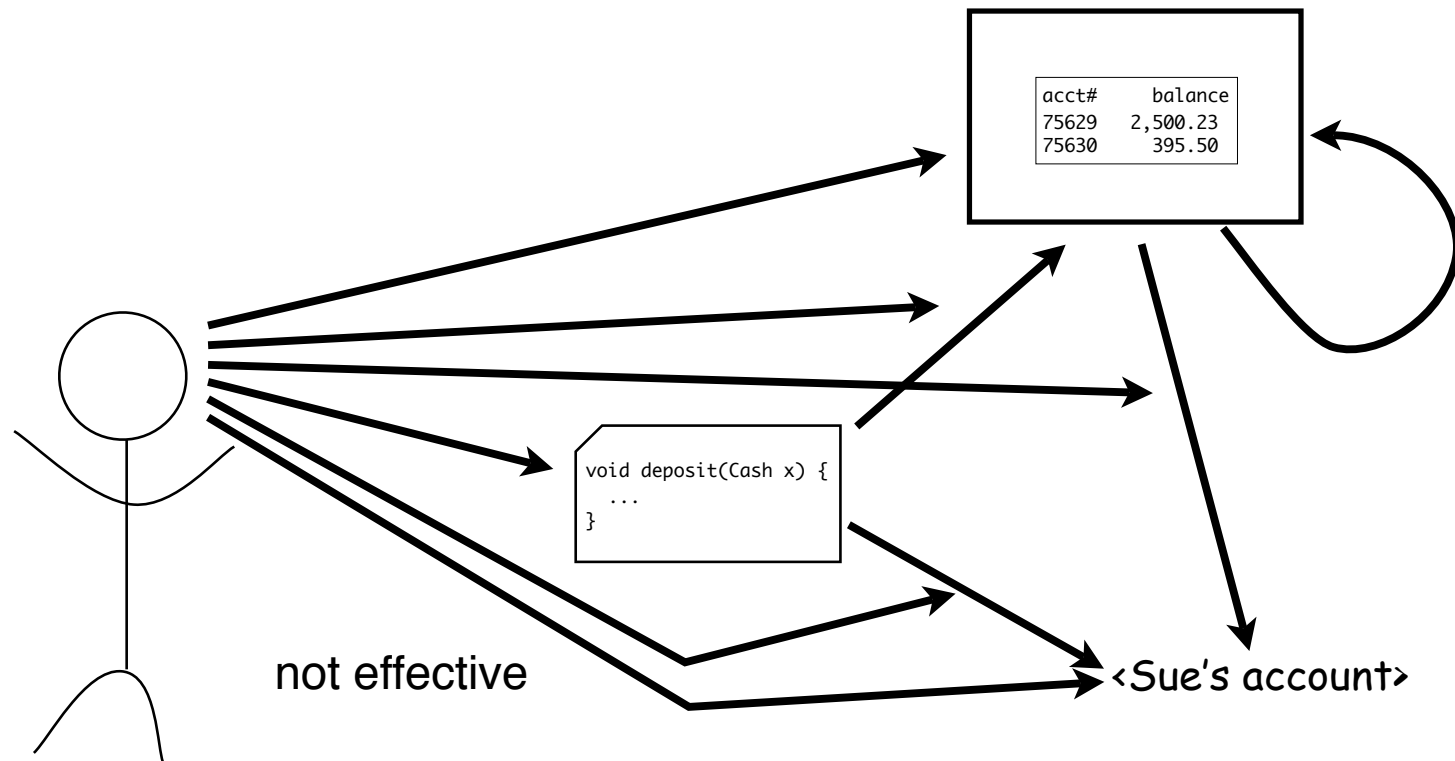 acct# balance
75629 2,500.23
75630 395.50
void deposit(Cash x) {
...
}
not effective
<Sue's account>